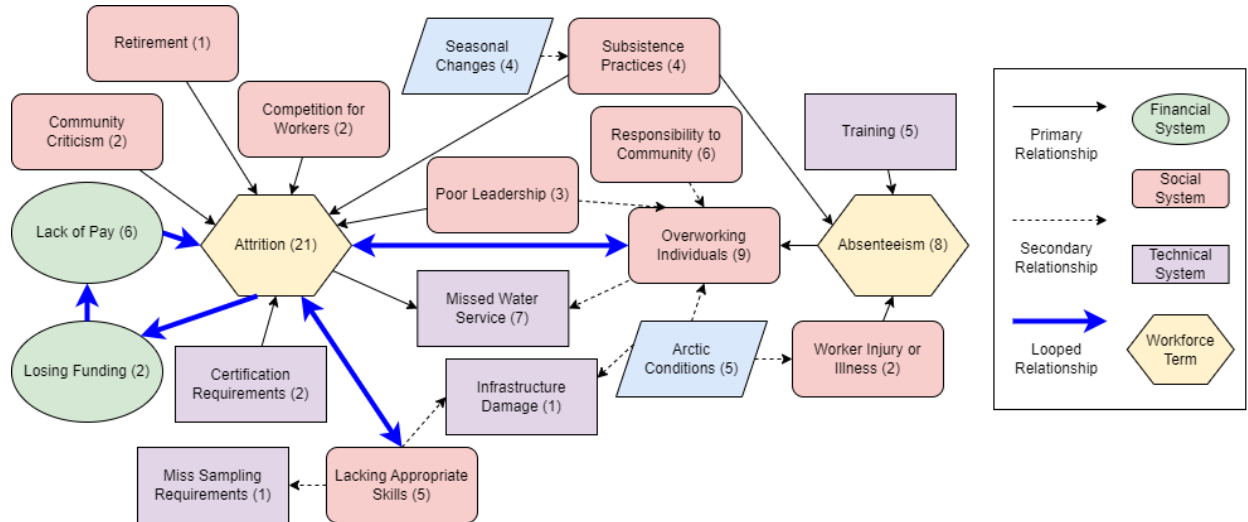 Retirement (1)
Seasonal
Changes (4)
Subsistence
Practices (4)
Community
Criticism (2)
Competition for
Workers (2)
Responsibility to
Community (6)
Training (5)
Poor Leadership (3)
Lack of Pay (6)
Attrition (21)
Overworking
Individuals (9)
Absenteeism (8)
Missed Water
Service (7)
Losing Funding (2)
Certification
Requirements (2)
Infrastructure
Damage (1)
Arctic
Conditions (5)
Worker Injury or
Illness (2)
Miss Sampling
Requirements (1)
Lacking Appropriate
Skills (5)
Primary
Relationship
Financial
System
Social
System
Secondary
Relationship
Technical
System
Looped
Relationship
Workforce
Term